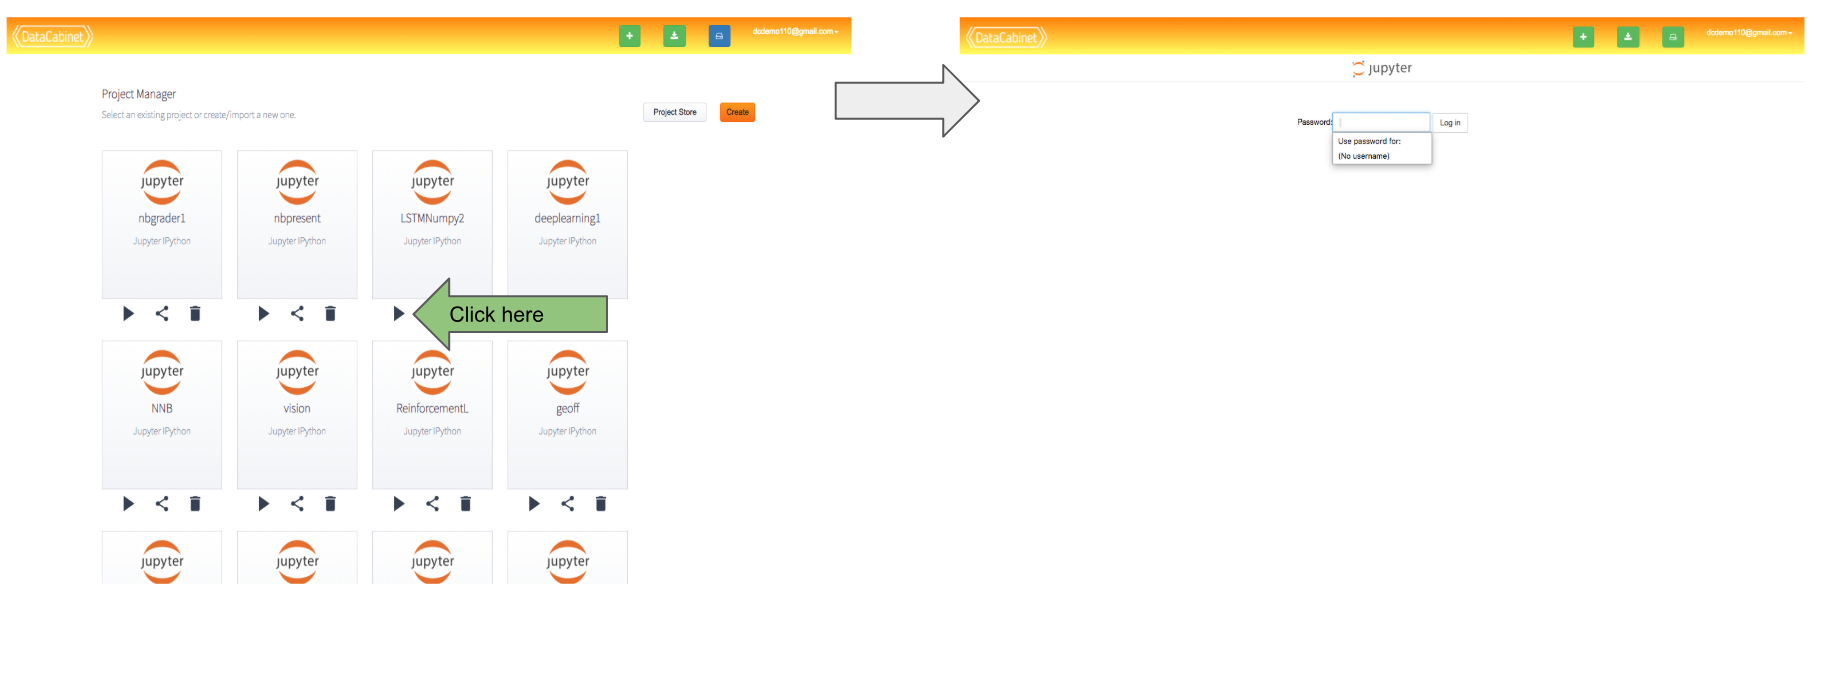 DataCabinet
dcdemo110@gmail.com
Project Manager
Select an existing project or create/import a new one.
Project Store
Create
jupyter
nbgrader1
Jupyter IPython
jupyter
nbpresent
Jupyter IPython
jupyter
LSTMNumpy2
Jupyter IPython
jupyter
deeplearning1
Jupyter IPython
Click here
jupyter
NNB
Jupyter IPython
jupyter
vision
Jupyter IPython
jupyter
ReinforcementL
Jupyter IPython
jupyter
geoff
Jupyter IPython
jupyter
jupyter
jupyter
jupyter
DataCabinet
dcdemo110@gmail.com
jupyter
Password:
Log in
Use password for:
(No username)